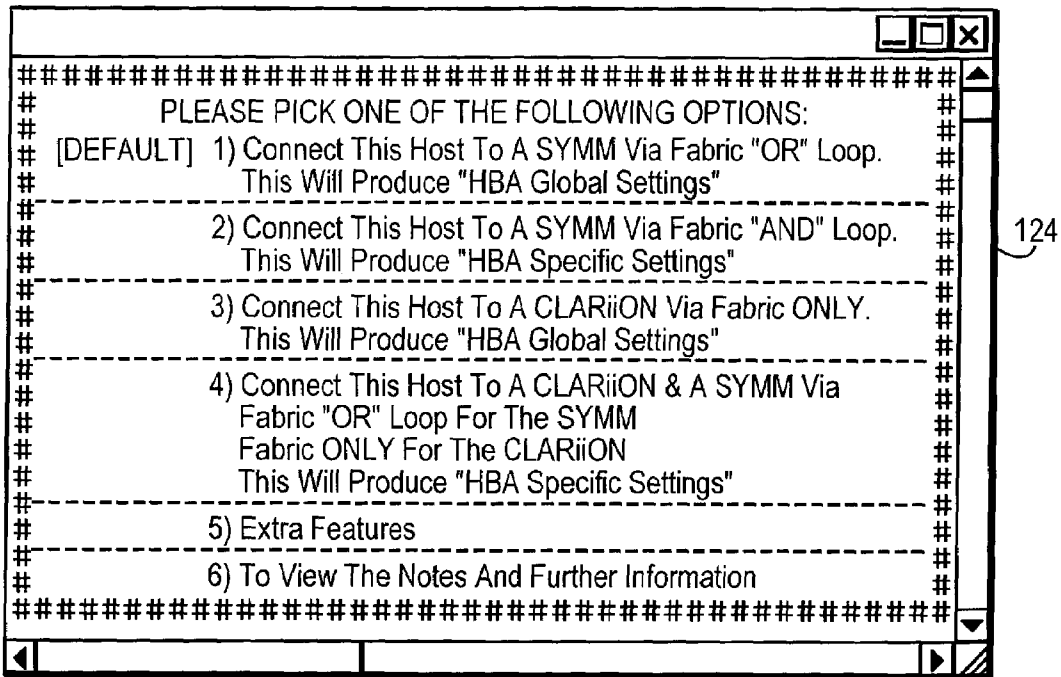 ##############################################
# PLEASE PICK ONE OF THE FOLLOWING OPTIONS: #
# [DEFAULT] 1) Connect This Host To A SYMM Via Fabric "OR" Loop. #
# This Will Produce "HBA Global Settings" #
# 2) Connect This Host To A SYMM Via Fabric "AND" Loop. #
# This Will Produce "HBA Specific Settings" #
# 3) Connect This Host To A CLARiiON Via Fabric ONLY. #
# This Will Produce "HBA Global Settings" #
# 4) Connect This Host To A CLARiiON & A SYMM Via #
# Fabric "OR" Loop For The SYMM #
# Fabric ONLY For The CLARiiON #
# This Will Produce "HBA Specific Settings" #
# 5) Extra Features #
# 6) To View The Notes And Further Information #
##############################################
124